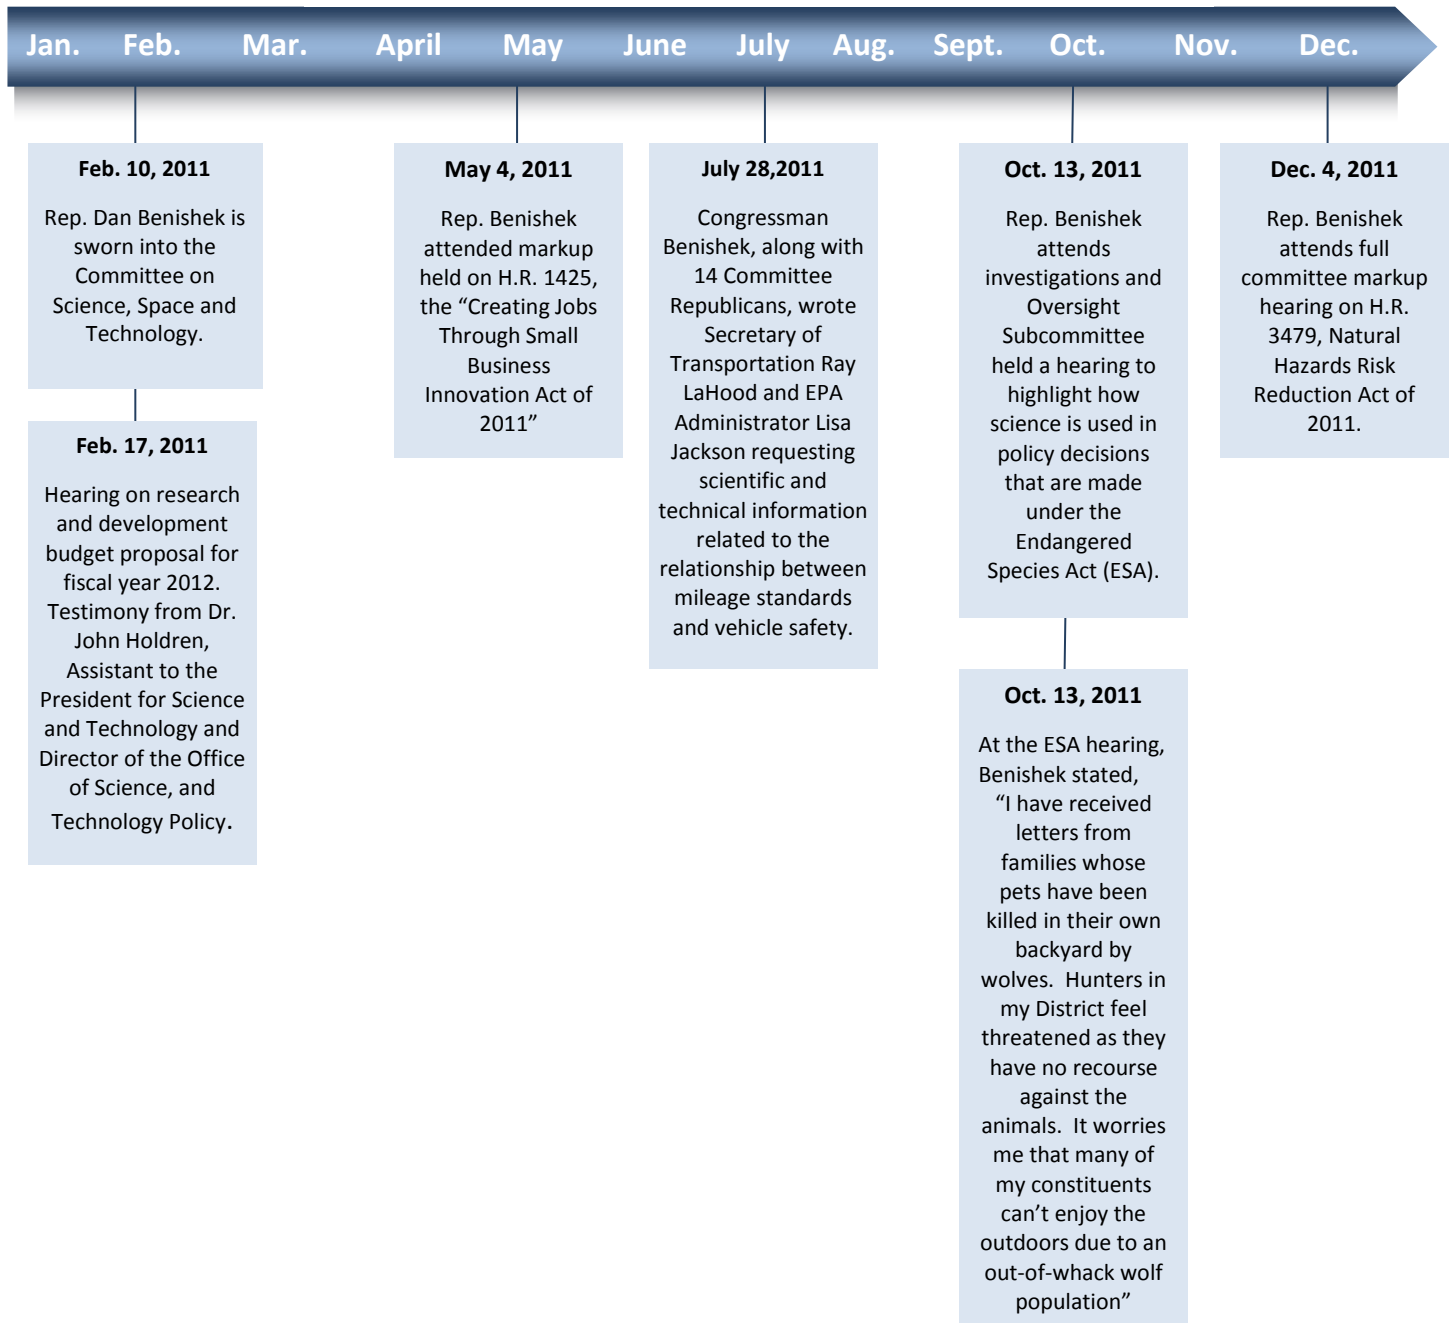 Jan. Feb. Mar. April May June July Aug. Sept. Oct. Nov. Dec.
Feb. 10, 2011
Rep. Dan Benishek is
sworn into the
Committee on
Science, Space and
Technology.
Feb. 17, 2011
Hearing on research
and development
budget proposal for
fiscal year 2012.
Testimony from Dr.
John Holdren,
Assistant to the
President for Science
and Technology and
Director of the Office
of Science, and
Technology Policy.
May 4, 2011
Rep. Benishek
attended markup
held on H.R. 1425,
the “Creating Jobs
Through Small
Business
Innovation Act of
2011”
July 28,2011
Congressman
Benishek, along with
14 Committee
Republicans, wrote
Secretary of
Transportation Ray
LaHood and EPA
Administrator Lisa
Jackson requesting
scientific and
technical information
related to the
relationship between
mileage standards
and vehicle safety.
Oct. 13, 2011
Rep. Benishek
attends
investigations and
Oversight
Subcommittee
held a hearing to
highlight how
science is used in
policy decisions
that are made
under the
Endangered
Species Act (ESA).
Oct. 13, 2011
At the ESA hearing,
Benishek stated,
“I have received
letters from
families whose
pets have been
killed in their own
backyard by
wolves. Hunters in
my District feel
threatened as they
have no recourse
against the
animals. It worries
me that many of
my constituents
can’t enjoy the
outdoors due to an
out-of-whack wolf
population”
Dec. 4, 2011
Rep. Benishek
attends full
committee markup
hearing on H.R.
3479, Natural
Hazards Risk
Reduction Act of
2011.